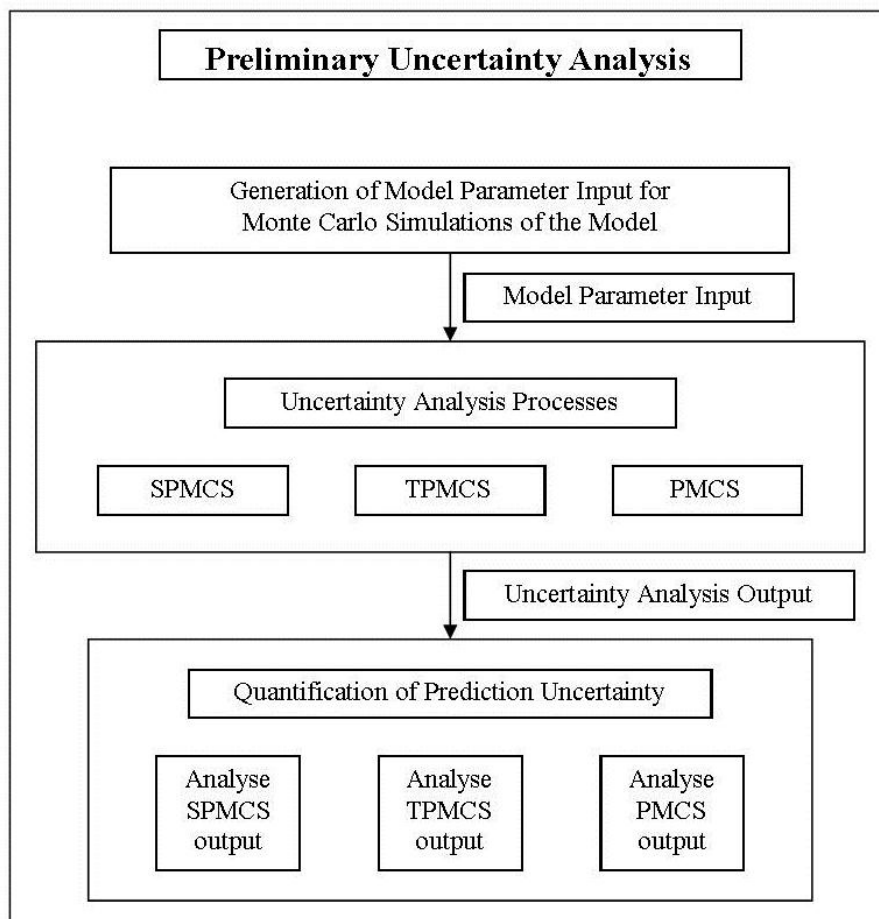 Preliminary Uncertainty Analysis
Generation of Model Parameter Input for
Monte Carlo Simulations of the Model
Model Parameter Input
Uncertainty Analysis Processes
SPMCS
TPMCS
PMCS
Uncertainty Analysis Output
Quantification of Prediction Uncertainty
Analyse
SPMCS
output
Analyse
TPMCS
output
Analyse
PMCS
output